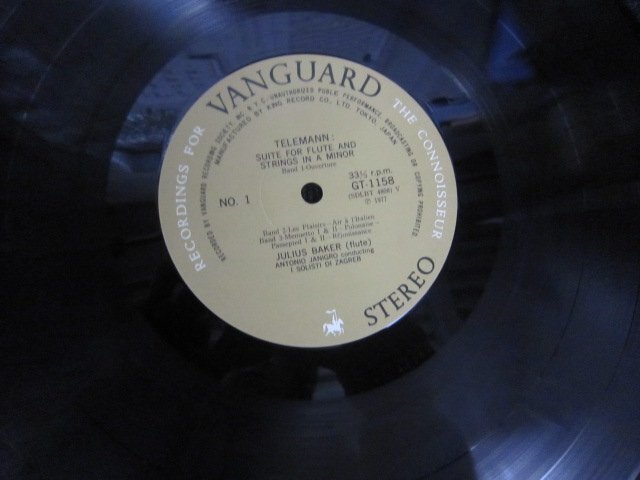 RECORDINGS FOR VANGUARD THE CONNOISSEUR
STEREO
RECORDED BY VANGUARD RECORDING SOCIETY, INC. N.Y.C. · UNAUTHORIZED PUBLIC PERFORMANCE, BROADCASTING OR COPYING PROHIBITED
MANUFACTURED BY KING RECORD CO., LTD. TOKYO, JAPAN
TELEMANN:
SUITE FOR FLUTE AND
STRINGS IN A MINOR
Band 1-Ouverture
33⅓ r.p.m.
NO. 1
GT-1158
V
Ⓟ 1977
Band 2-Les Plaisirs - Air à l'Italien
Band 3-Menuetto I & II - Polonaise -
Passepied I & II - Réjouissance
JULIUS BAKER (flute)
ANTONIO JANIGRO conducting
I SOLISTI DI ZAGREB